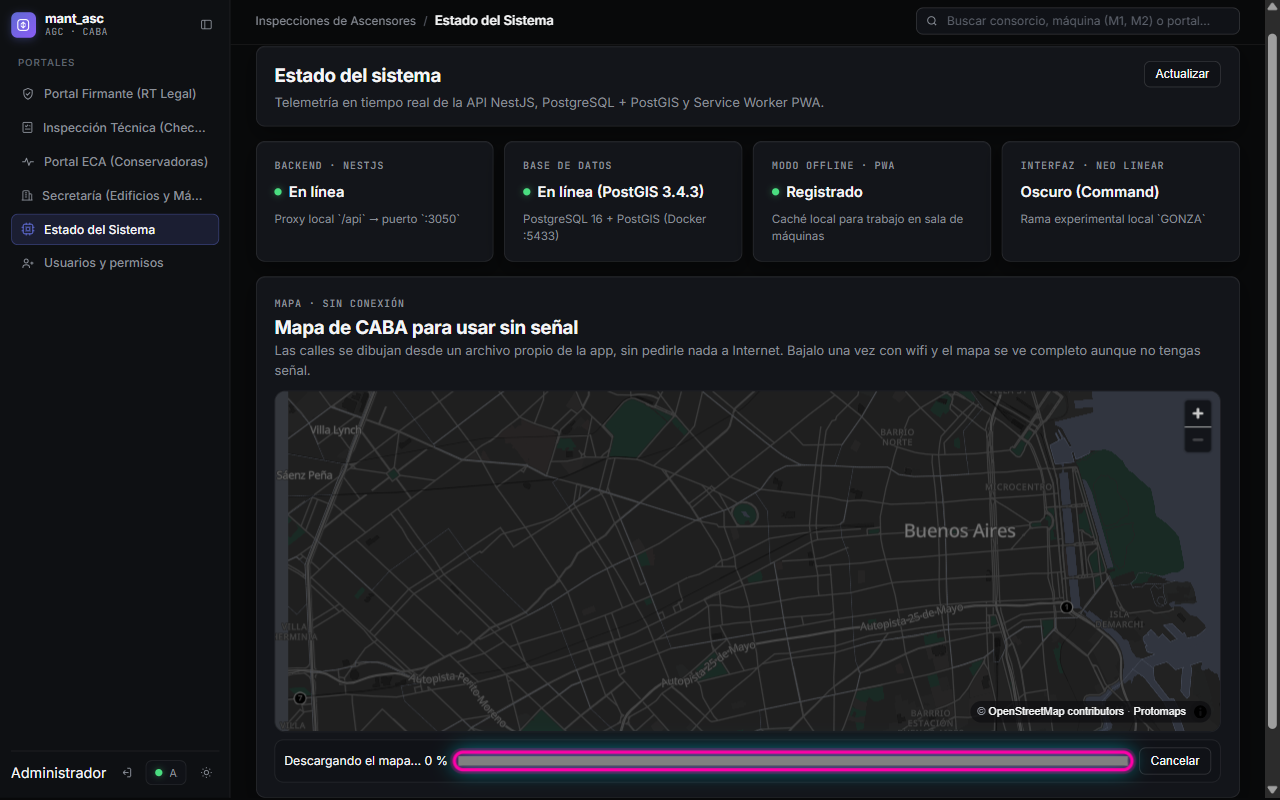 mant_asc
AGC · CABA
Inspecciones de Ascensores / Estado del Sistema
Buscar consorcio, máquina (M1, M2) o portal...
PORTALES
Portal Firmante (RT Legal)
Inspección Técnica (Chec...
Portal ECA (Conservadoras)
Secretaría (Edificios y Má...
Estado del Sistema
Usuarios y permisos
Estado del sistema
Actualizar
Telemetría en tiempo real de la API NestJS, PostgreSQL + PostGIS y Service Worker PWA.
BACKEND · NESTJS
En línea
Proxy local `/api` → puerto `:3050`
BASE DE DATOS
En línea (PostGIS 3.4.3)
PostgreSQL 16 + PostGIS (Docker
:5433)
MODO OFFLINE · PWA
Registrado
Caché local para trabajo en sala de
máquinas
INTERFAZ · NEO LINEAR
Oscuro (Command)
Rama experimental local `GONZA`
MAPA · SIN CONEXIÓN
Mapa de CABA para usar sin señal
Las calles se dibujan desde un archivo propio de la app, sin pedirle nada a Internet. Bajalo una vez con wifi y el mapa se ve completo aunque no tengas
señal.
Villa Lynch
BARRIO
NORTE
Sáenz Peña
MICROCENTRO
Buenos Aires
1
Autopista 25 de Mayo
ISLA
DEMARCHI
Autopista 25 de Mayo
Autopista Perito Moreno
7
VILLA
BARRIO
ESTACIÓN
© OpenStreetMap contributors · Protomaps
+
−
Descargando el mapa... 0 %
Cancelar
Administrador
A